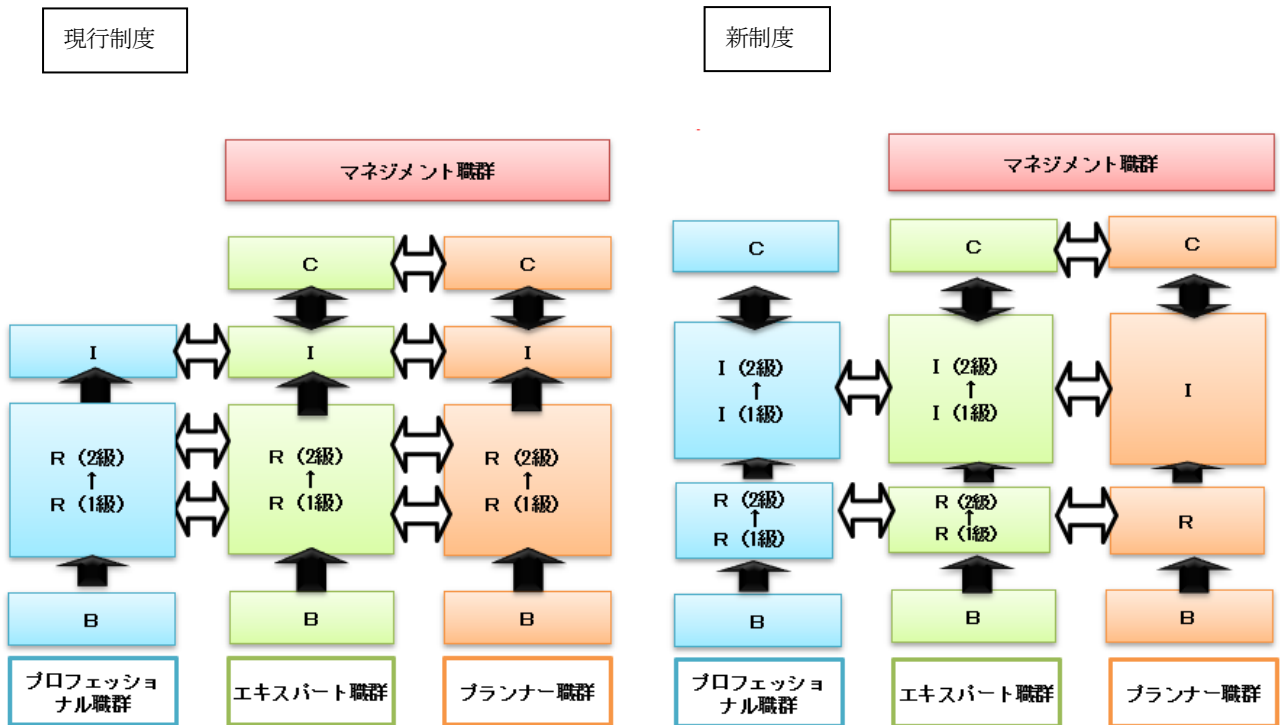 現行制度
マネジメント職群
C
C
I
I
I
R (2級)
↑
R (1級)
R (2級)
↑
R (1級)
R (2級)
↑
R (1級)
B
B
B
プロフェッショ
ナル職群
エキスパート職群
プランナー職群
新制度
マネジメント職群
C
C
C
I (2級)
↑
I (1級)
I (2級)
↑
I (1級)
I
R (2級)
↑
R (1級)
R (2級)
↑
R (1級)
R
B
B
B
プロフェッショ
ナル職群
エキスパート職群
プランナー職群